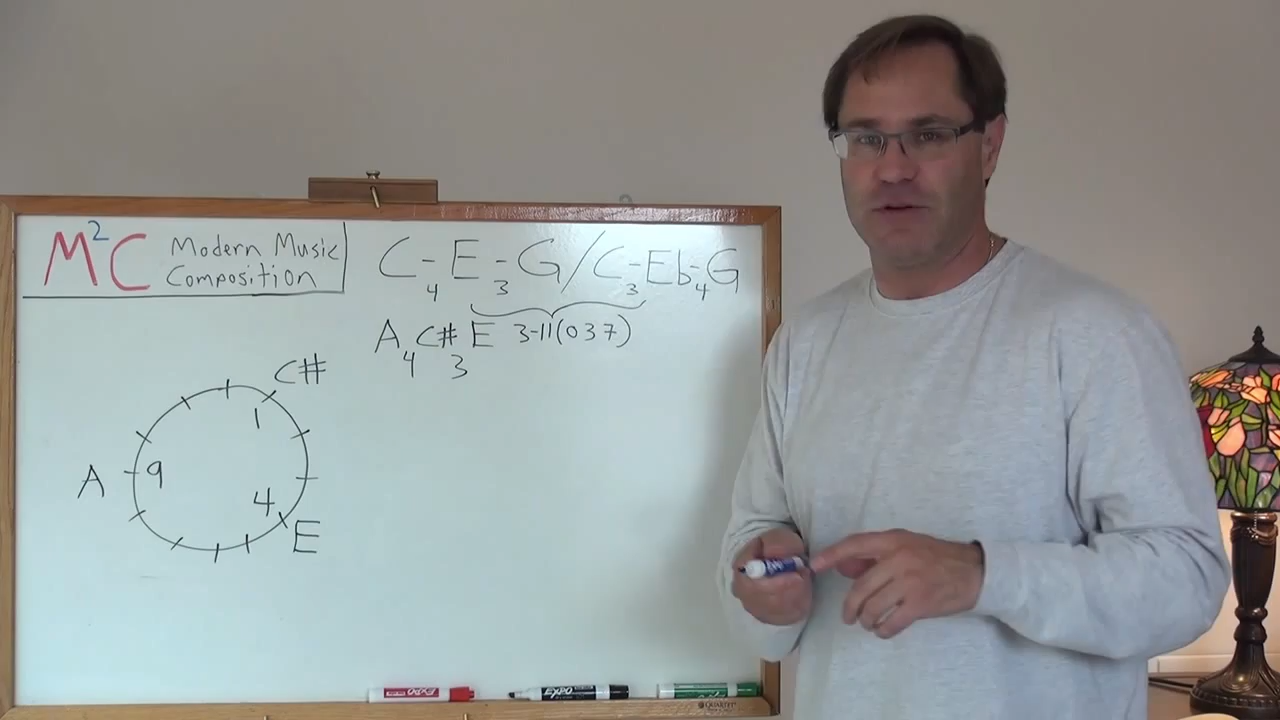 M²C Modern Music
Composition
C-E-G/C-Eb-G
4 3 3 4
A C# E 3-11(037)
4 3
C#
1
A 9
4
E
EXPO
EXPO
QUARTET